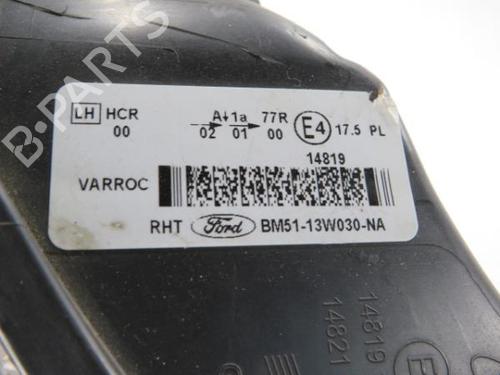 B-PARTS
LH HCR A↓1a 77R E4 17.5 PL
00 02 01 00
14819
VARROC
RHT Ford BM51-13W030-NA
14819
14821
E